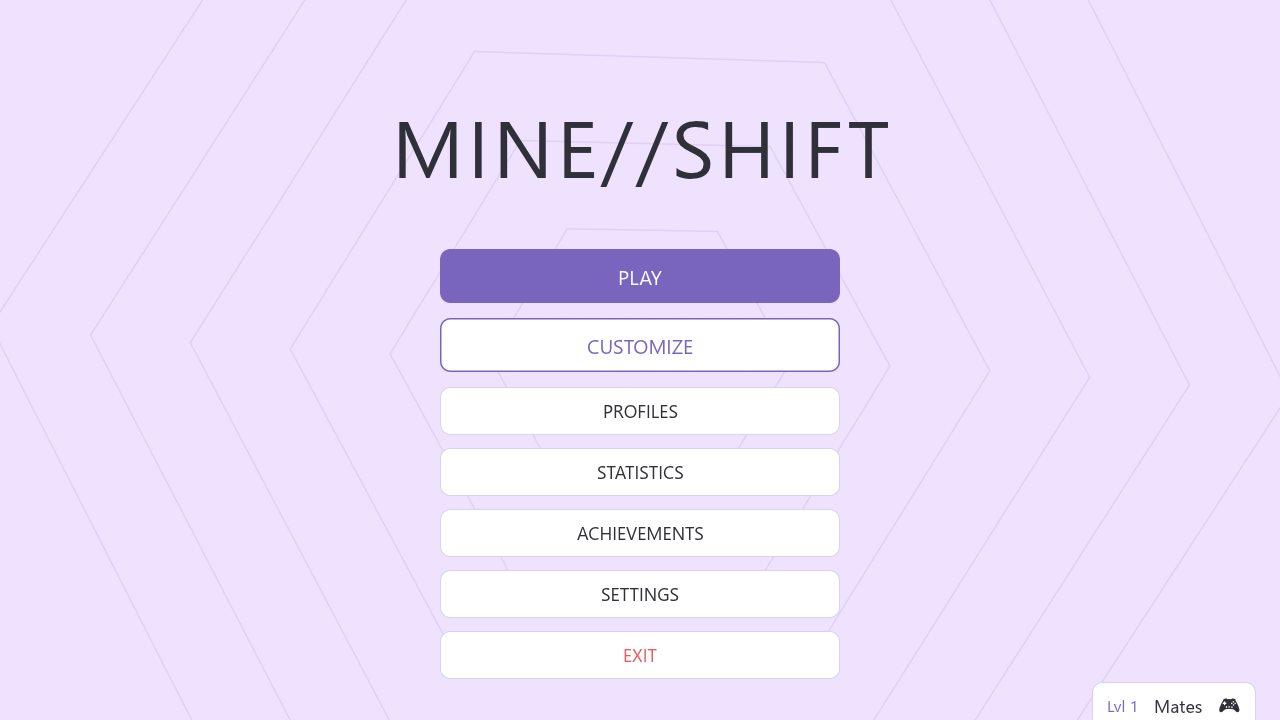 MINE//SHIFT
PLAY
CUSTOMIZE
PROFILES
STATISTICS
ACHIEVEMENTS
SETTINGS
EXIT
Lvl 1 Mates